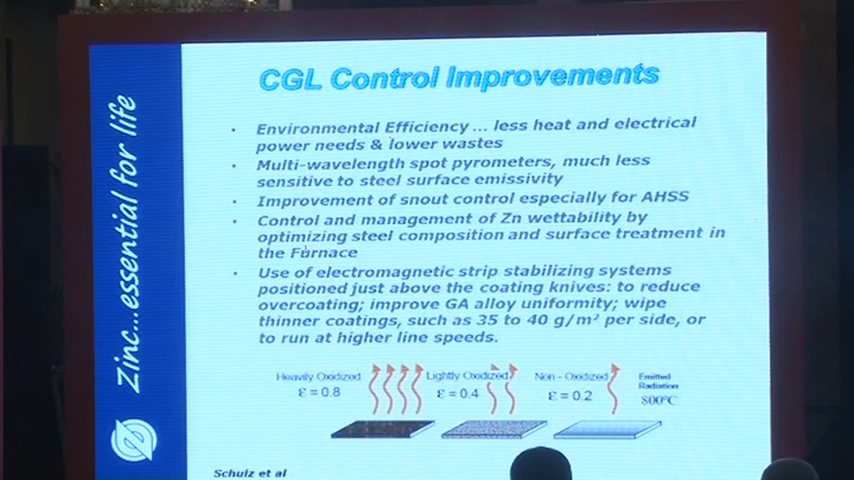 CGL Control Improvements
Zinc...essential for life
• Environmental Efficiency ... less heat and electrical
power needs & lower wastes
• Multi-wavelength spot pyrometers, much less
sensitive to steel surface emissivity
• Improvement of snout control especially for AHSS
• Control and management of Zn wettability by
optimizing steel composition and surface treatment in
the Furnace
• Use of electromagnetic strip stabilizing systems
positioned just above the coating knives: to reduce
overcoating; improve GA alloy uniformity; wipe
thinner coatings, such as 35 to 40 g/m² per side, or
to run at higher line speeds.
Heavily Oxidized
ε = 0.8
Lightly Oxidized
ε = 0.4
Non - Oxidized
ε = 0.2
Emitted
Radiation
800°C
Schulz et al